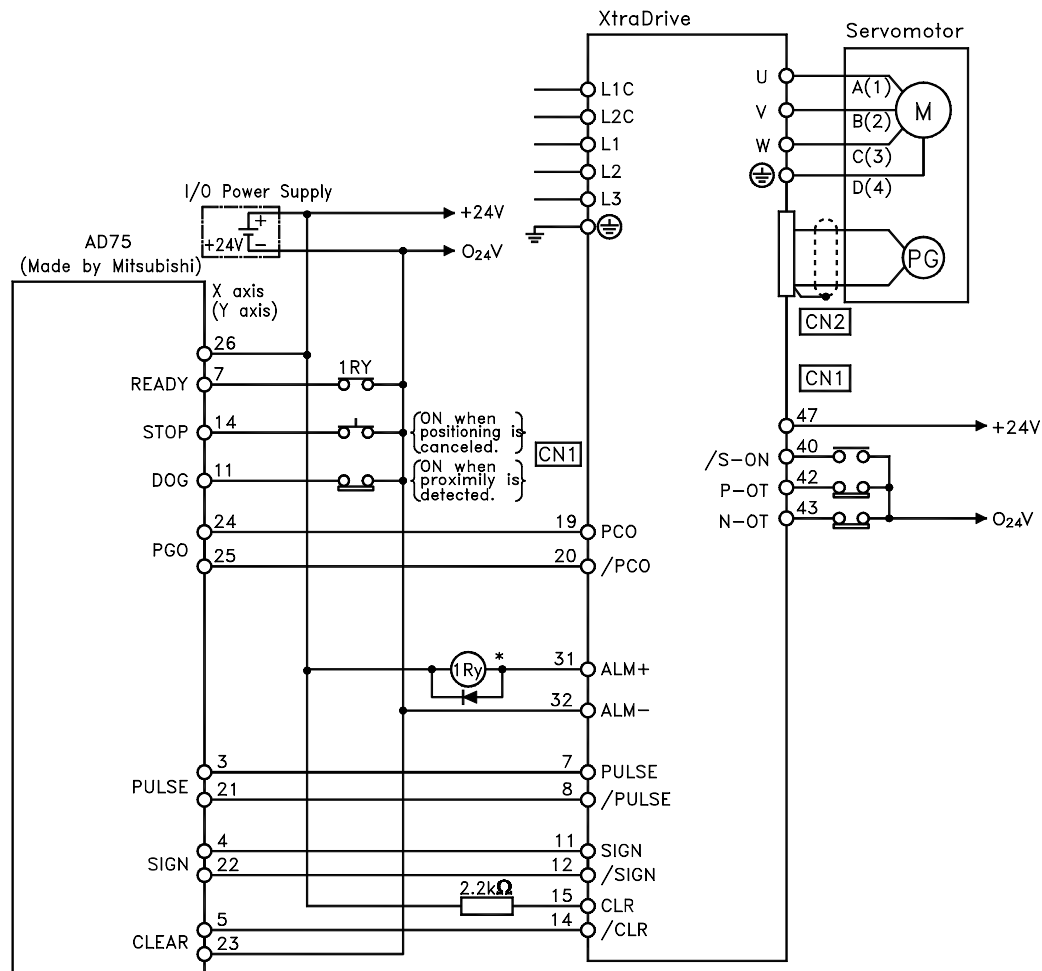 XtraDrive
Servomotor
L1C
L2C
L1
L2
L3
U
V
W
A(1)
B(2)
C(3)
D(4)
M
PG
CN2
CN1
I/O Power Supply
+24V
+
−
+24V
O24V
AD75
(Made by Mitsubishi)
X axis
(Y axis)
26
READY
7
1RY
STOP
14
ON when
positioning is
canceled.
DOG
11
ON when
proximily is
detected.
CN1
47
+24V
/S-ON
40
P-OT
42
N-OT
43
O24V
PGO
24
19
PCO
25
20
/PCO
1Ry
*
31
ALM+
32
ALM−
PULSE
3
7
PULSE
21
8
/PULSE
SIGN
4
11
SIGN
22
12
/SIGN
2.2kΩ
15
CLR
CLEAR
5
14
/CLR
23